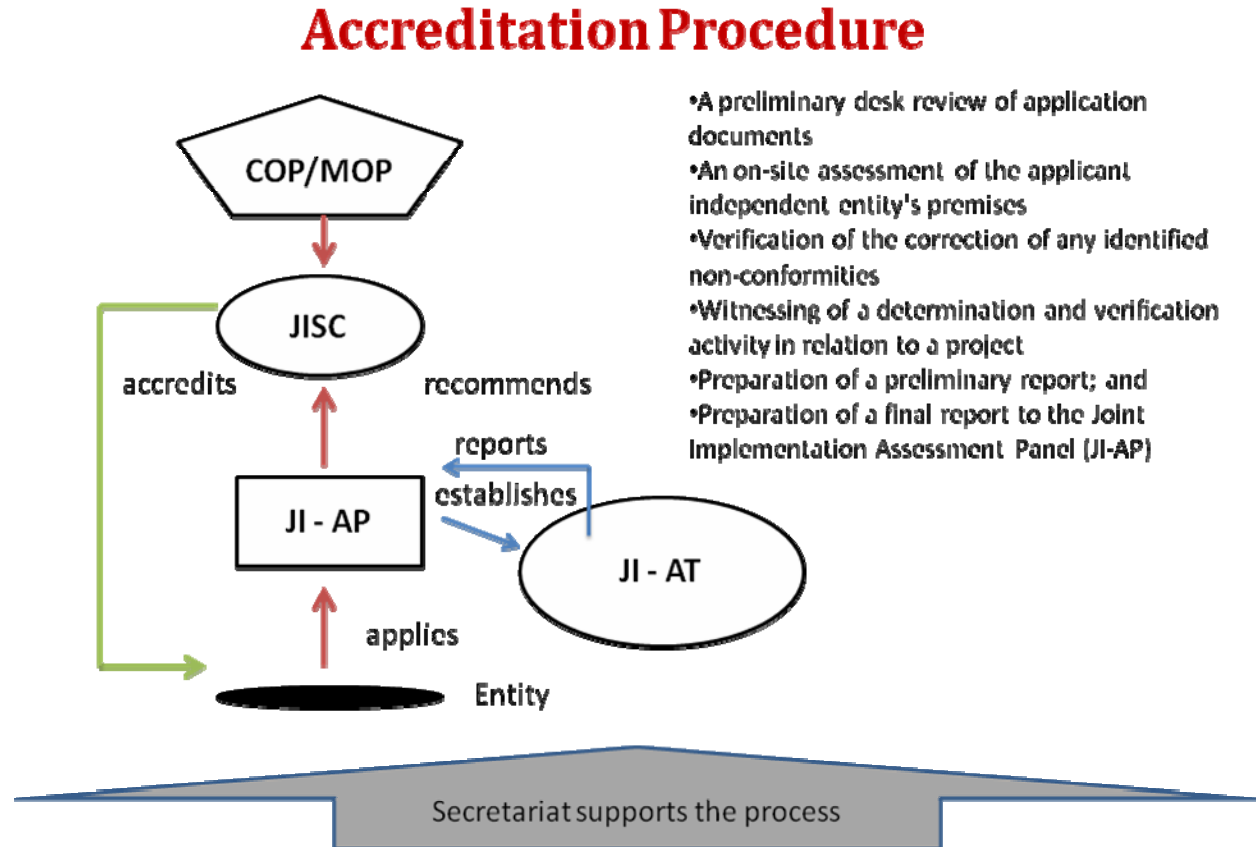 Accreditation Procedure
COP/MOP
JISC
accredits
recommends
reports
establishes
JI - AP
JI - AT
applies
Entity
•A preliminary desk review of application
documents
•An on-site assessment of the applicant
independent entity's premises
•Verification of the correction of any identified
non-conformities
•Witnessing of a determination and verification
activity in relation to a project
•Preparation of a preliminary report; and
•Preparation of a final report to the Joint
Implementation Assessment Panel (JI-AP)
Secretariat supports the process